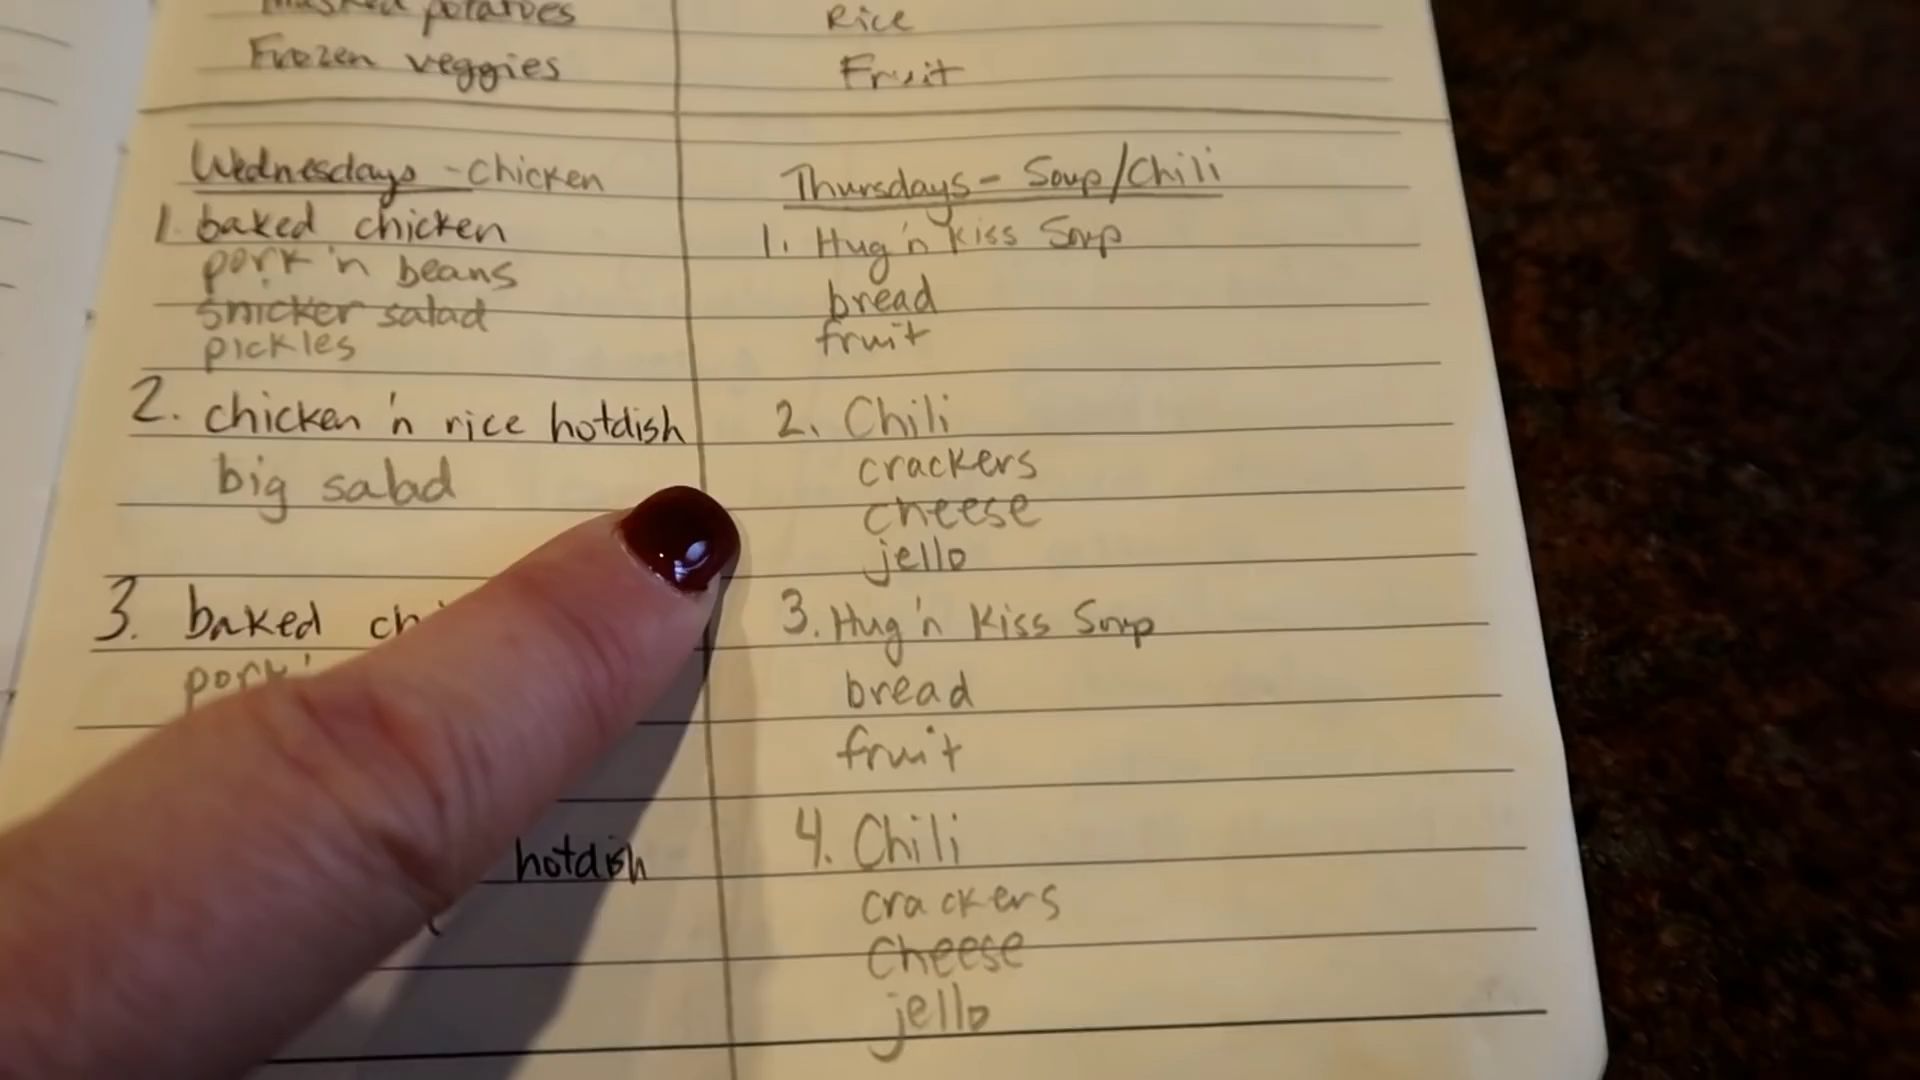 potatoes
Frozen veggies
Rice
Fruit
Wednesdays - Chicken
1. baked chicken
pork 'n beans
snicker salad
pickles
2. chicken 'n rice hotdish
big salad
3. baked
pork '
hotdish
Thursdays - Soup/Chili
1. Hug 'n Kiss Soup
bread
fruit
2. Chili
crackers
cheese
jello
3. Hug 'n Kiss Soup
bread
fruit
4. Chili
crackers
cheese
jello